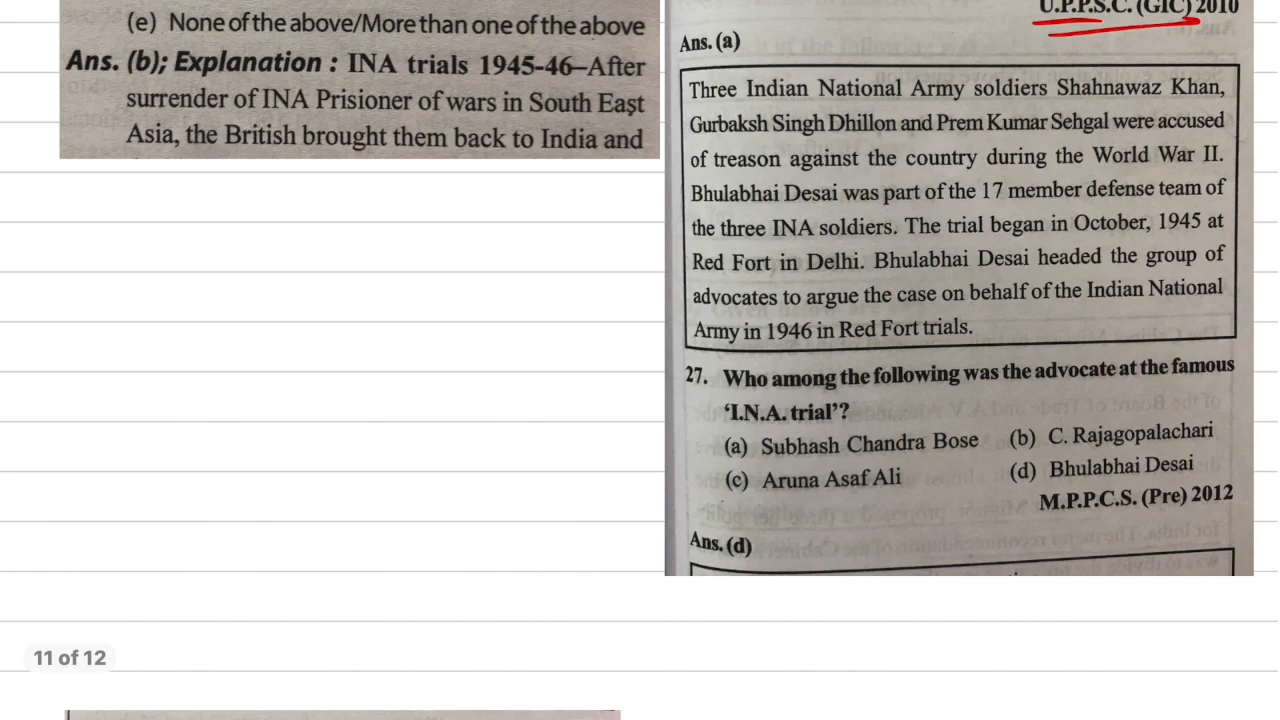 (e) None of the above/More than one of the above
Ans. (b); Explanation : INA trials 1945-46–After
surrender of INA Prisioner of wars in South East
Asia, the British brought them back to India and
U.P.P.S.C. (GIC) 2010
Ans. (a)
Three Indian National Army soldiers Shahnawaz Khan,
Gurbaksh Singh Dhillon and Prem Kumar Sehgal were accused
of treason against the country during the World War II.
Bhulabhai Desai was part of the 17 member defense team of
the three INA soldiers. The trial began in October, 1945 at
Red Fort in Delhi. Bhulabhai Desai headed the group of
advocates to argue the case on behalf of the Indian National
Army in 1946 in Red Fort trials.
27. Who among the following was the advocate at the famous
'I.N.A. trial'?
(a) Subhash Chandra Bose (b) C. Rajagopalachari
(c) Aruna Asaf Ali (d) Bhulabhai Desai
M.P.P.C.S. (Pre) 2012
Ans. (d)
11 of 12